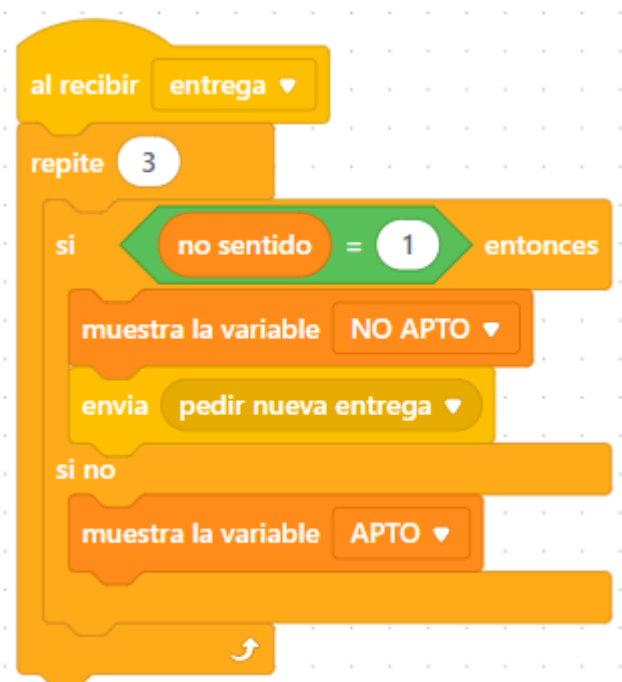 al recibir entrega
repite 3
si no sentido = 1 entonces
muestra la variable NO APTO
envia pedir nueva entrega
si no
muestra la variable APTO